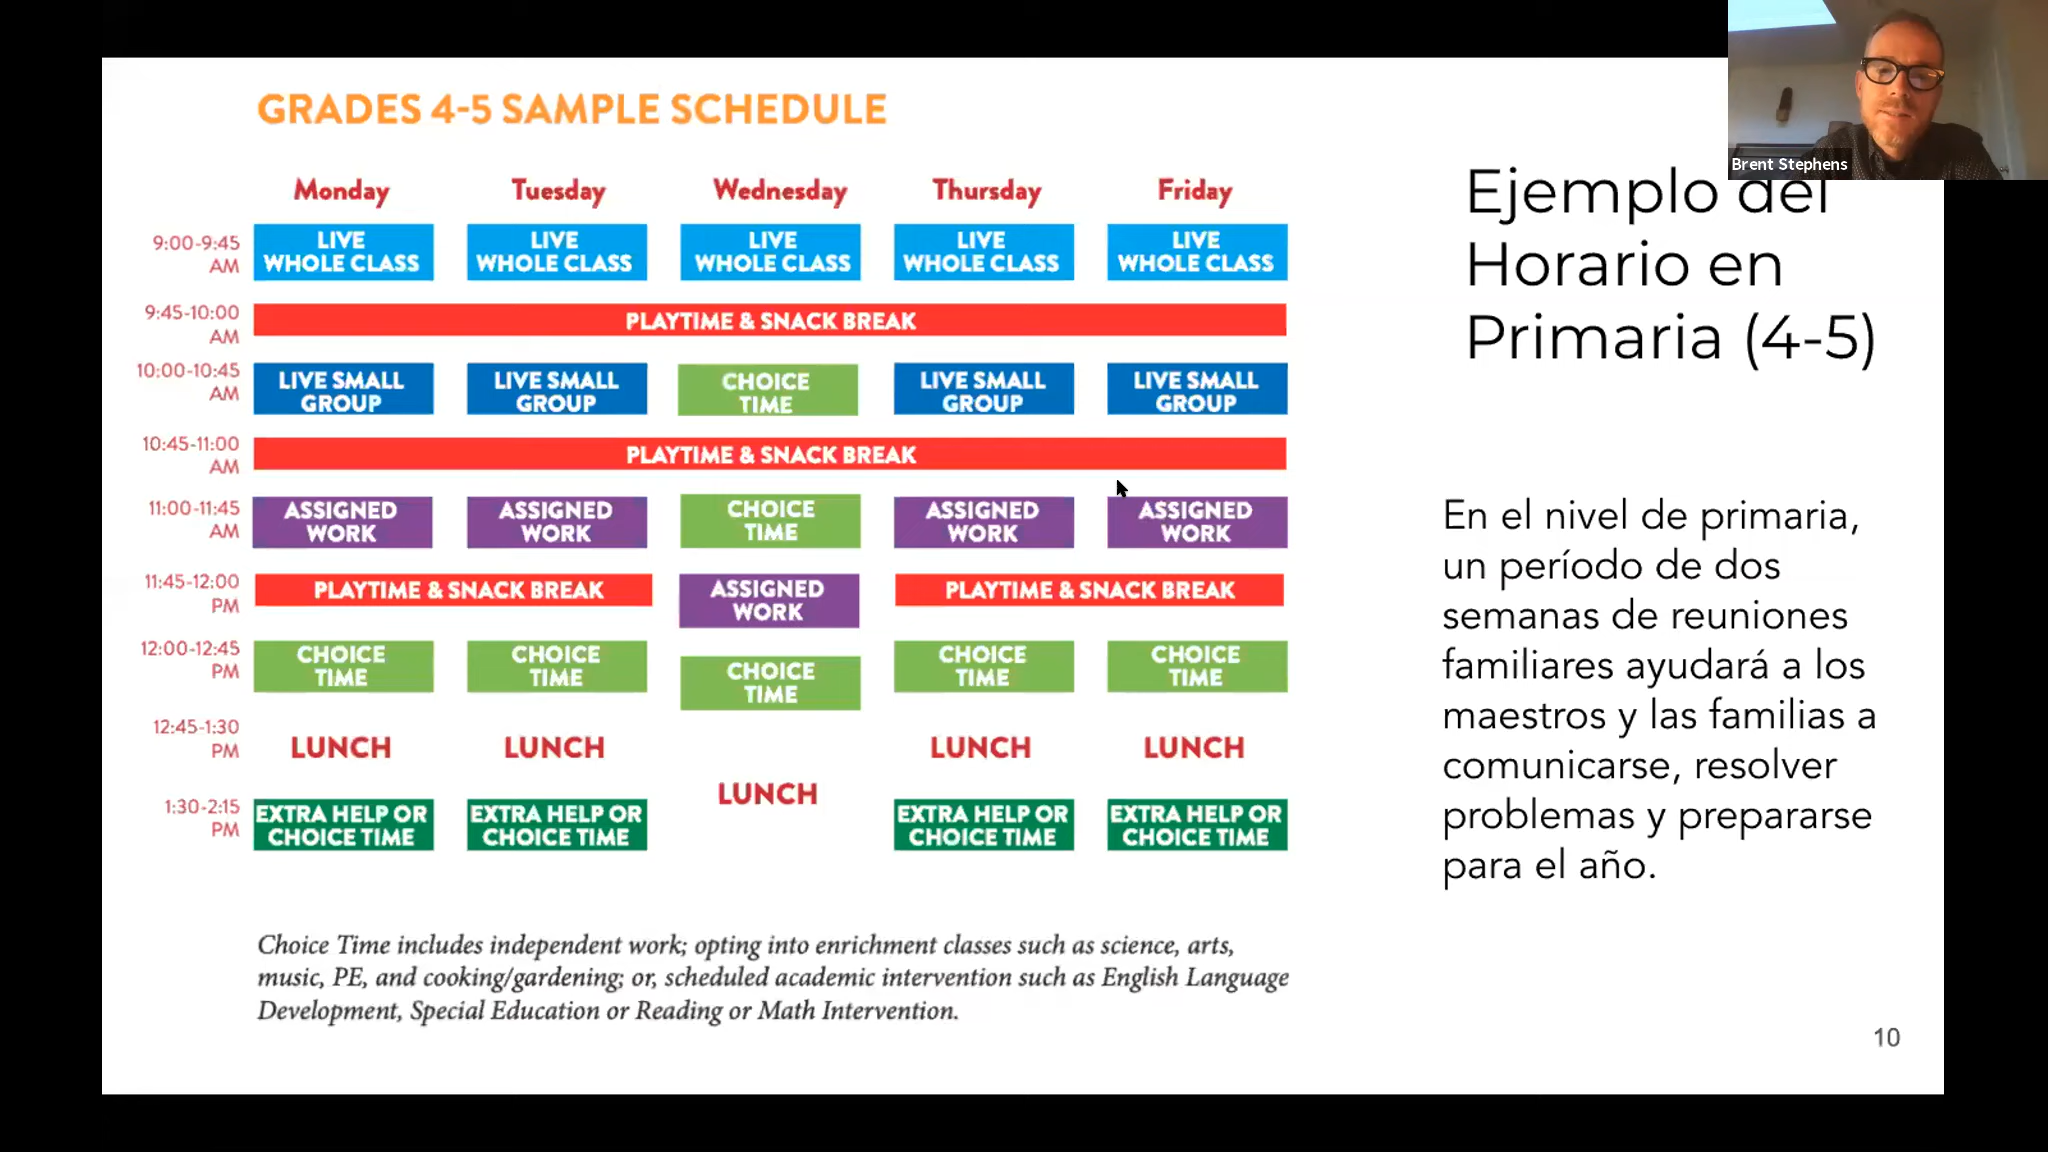 GRADES 4-5 SAMPLE SCHEDULE
Monday Tuesday Wednesday Thursday Friday
9:00-9:45
AM
LIVE
WHOLE CLASS
LIVE
WHOLE CLASS
LIVE
WHOLE CLASS
LIVE
WHOLE CLASS
LIVE
WHOLE CLASS
9:45-10:00
AM
PLAYTIME & SNACK BREAK
10:00-10:45
AM
LIVE SMALL
GROUP
LIVE SMALL
GROUP
CHOICE
TIME
LIVE SMALL
GROUP
LIVE SMALL
GROUP
10:45-11:00
AM
PLAYTIME & SNACK BREAK
11:00-11:45
AM
ASSIGNED
WORK
ASSIGNED
WORK
CHOICE
TIME
ASSIGNED
WORK
ASSIGNED
WORK
11:45-12:00
PM
PLAYTIME & SNACK BREAK
ASSIGNED
WORK
PLAYTIME & SNACK BREAK
12:00-12:45
PM
CHOICE
TIME
CHOICE
TIME
CHOICE
TIME
CHOICE
TIME
CHOICE
TIME
12:45-1:30
PM
LUNCH
LUNCH
LUNCH
LUNCH
LUNCH
1:30-2:15
PM
EXTRA HELP OR
CHOICE TIME
EXTRA HELP OR
CHOICE TIME
EXTRA HELP OR
CHOICE TIME
EXTRA HELP OR
CHOICE TIME
Choice Time includes independent work; opting into enrichment classes such as science, arts,
music, PE, and cooking/gardening; or, scheduled academic intervention such as English Language
Development, Special Education or Reading or Math Intervention.
Brent Stephens
Ejemplo del
Horario en
Primaria (4-5)
En el nivel de primaria,
un período de dos
semanas de reuniones
familiares ayudará a los
maestros y las familias a
comunicarse, resolver
problemas y prepararse
para el año.
10